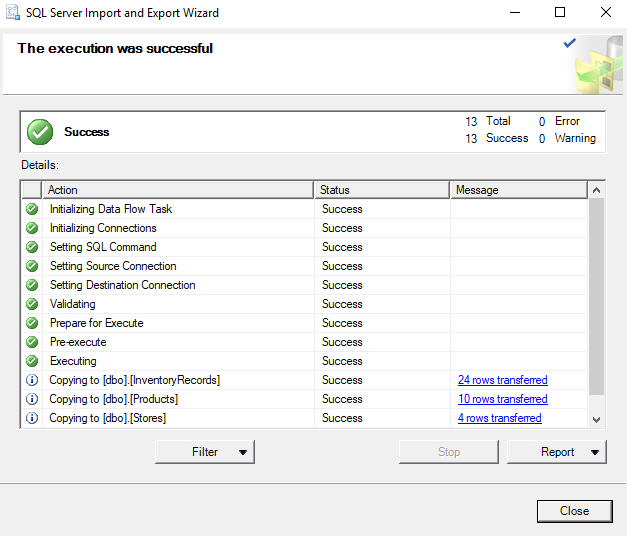 SQL Server Import and Export Wizard
The execution was successful
Success
13 Total 0 Error
13 Success 0 Warning
Details:
Action Status Message
Initializing Data Flow Task Success
Initializing Connections Success
Setting SQL Command Success
Setting Source Connection Success
Setting Destination Connection Success
Validating Success
Prepare for Execute Success
Pre-execute Success
Executing Success
Copying to [dbo].[InventoryRecords] Success 24 rows transferred
Copying to [dbo].[Products] Success 10 rows transferred
Copying to [dbo].[Stores] Success 4 rows transferred
Filter Stop Report
Close